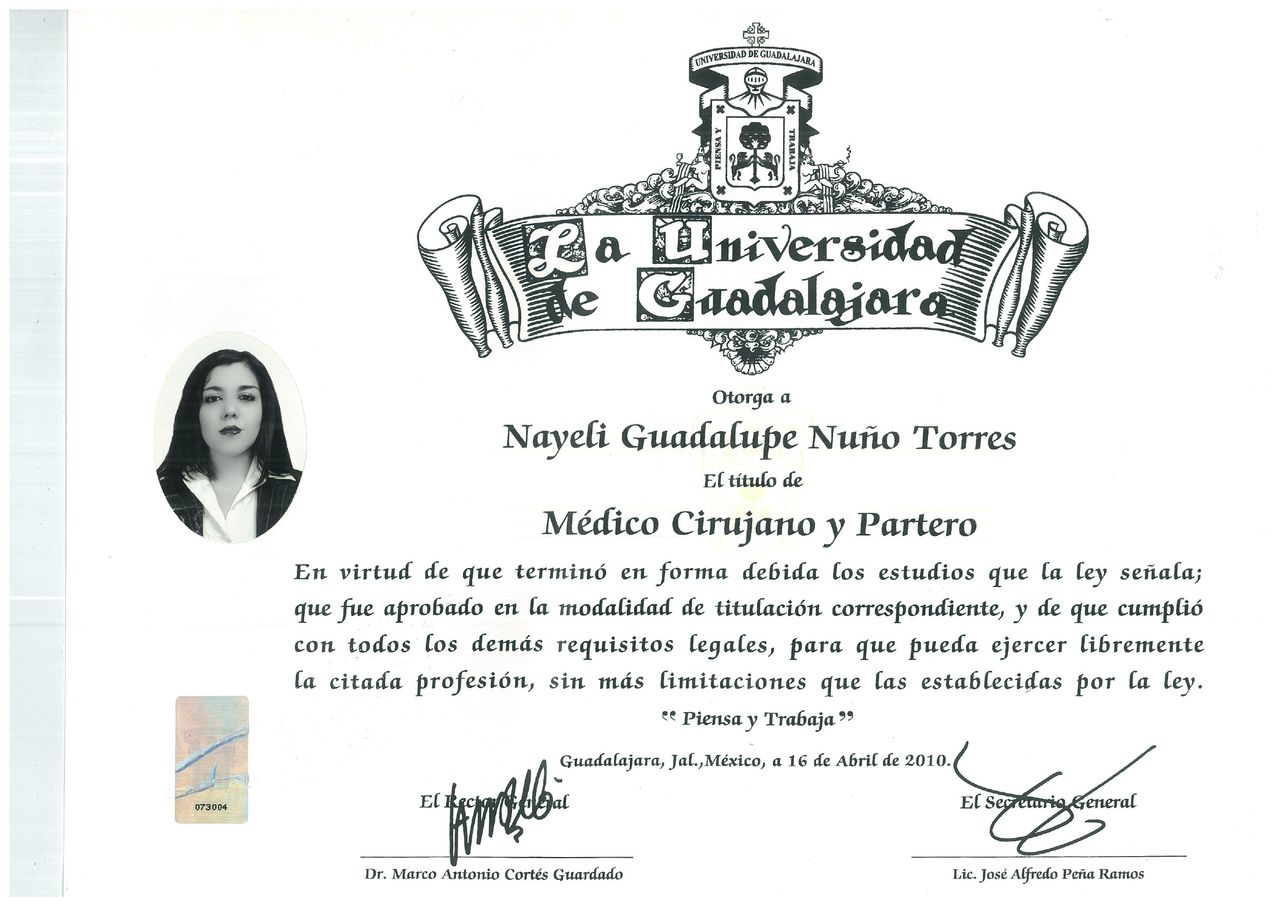 UNIVERSIDAD DE GUADALAJARA
PIENSA Y
TRABAJA
La Universidad
de Guadalajara
Otorga a
Nayeli Guadalupe Nuño Torres
El título de
Médico Cirujano y Partero
En virtud de que terminó en forma debida los estudios que la ley señala;
que fue aprobado en la modalidad de titulación correspondiente, y de que cumplió
con todos los demás requisitos legales, para que pueda ejercer libremente
la citada profesión, sin más limitaciones que las establecidas por la ley.
“ Piensa y Trabaja ”
Guadalajara, Jal.,México, a 16 de Abril de 2010.
073004
El Rector General
El Secretario General
Dr. Marco Antonio Cortés Guardado
Lic. José Alfredo Peña Ramos